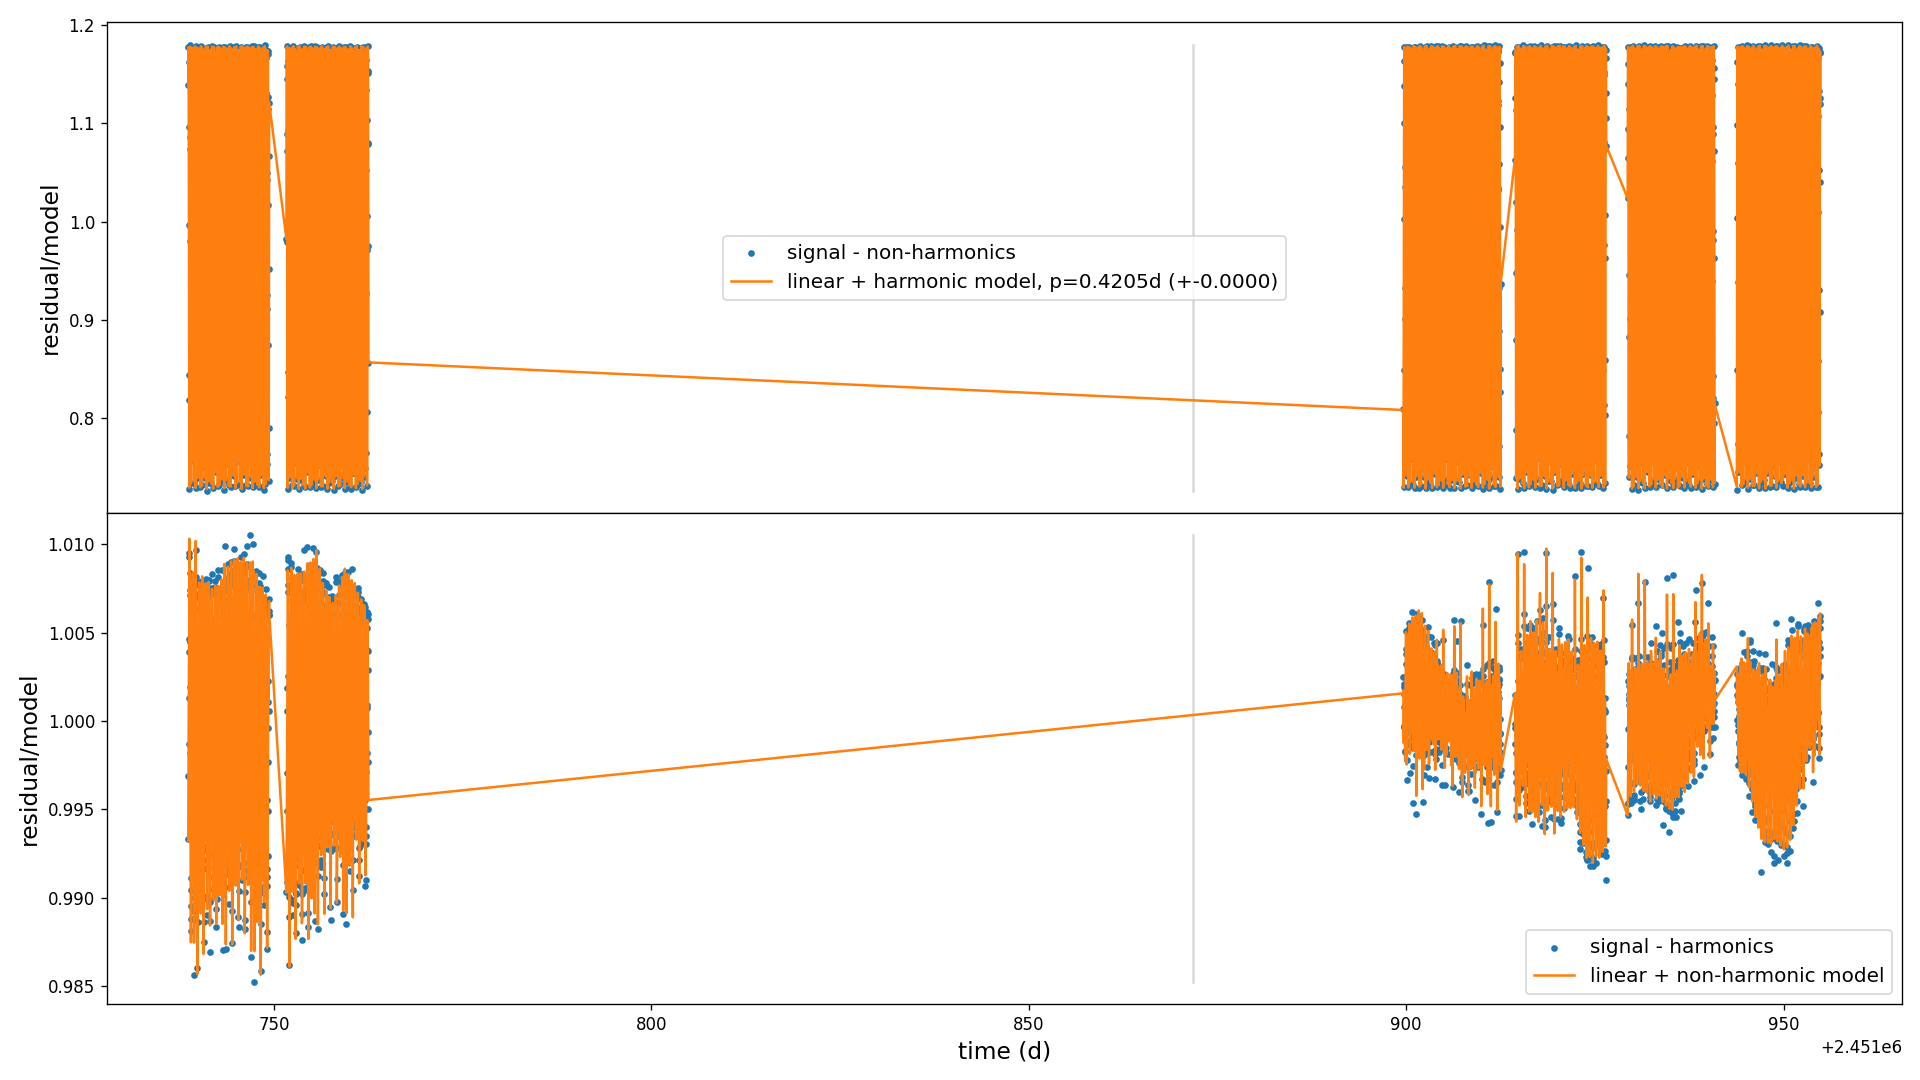 1.2
1.1
1.0
0.9
0.8
residual/model
signal - non-harmonics
linear + harmonic model, p=0.4205d (+-0.0000)
1.010
1.005
1.000
0.995
0.990
0.985
residual/model
signal - harmonics
linear + non-harmonic model
750
800
850
900
950
time (d)
+2.451e6